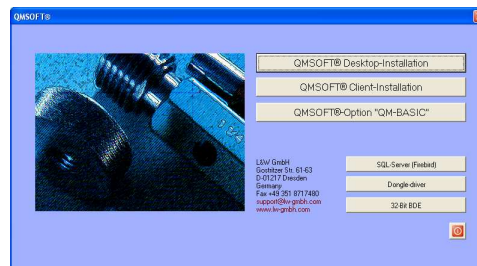 QMSOFT®
QMSOFT® Desktop-Installation
QMSOFT® Client-Installation
QMSOFT®-Option "QM-BASIC"
L&W GmbH
Gostritzer Str. 61-63
D-01217 Dresden
Germany
Fax +49 351 8717480
support@lw-gmbh.com
www.lw-gmbh.com
SQL-Server (Firebird)
Dongle-driver
32-Bit BDE